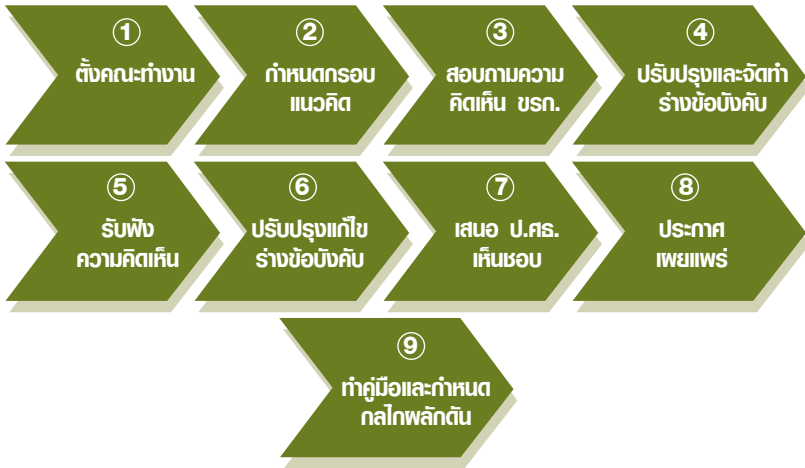 ①
ตั้งคณะทำงาน
②
กำหนดกรอบ
แนวคิด
③
สอบถามความ
คิดเห็น ขรก.
④
ปรับปรุงและจัดทำ
ร่างข้อบังคับ
⑤
รับฟัง
ความคิดเห็น
⑥
ปรับปรุงแก้ไข
ร่างข้อบังคับ
⑦
เสนอ ป.ศธ.
เห็นชอบ
⑧
ประกาศ
เผยแพร่
⑨
ทำคู่มือและกำหนด
กลไกผลักดัน